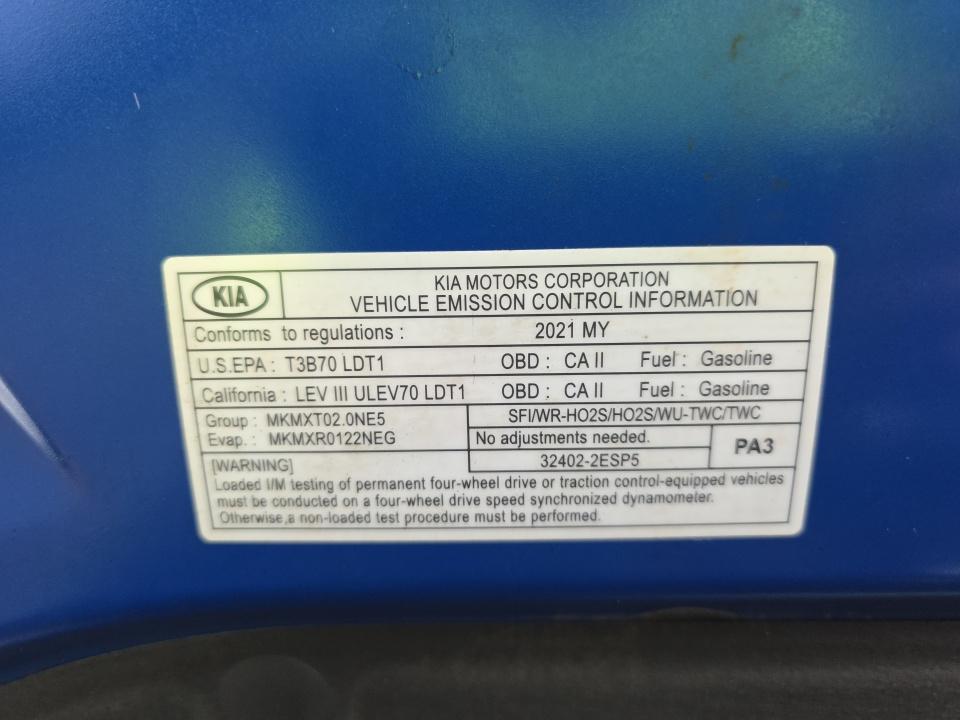 KIA
KIA MOTORS CORPORATION
VEHICLE EMISSION CONTROL INFORMATION
Conforms to regulations : 2021 MY
U.S.EPA : T3B70 LDT1 OBD : CA II Fuel : Gasoline
California : LEV III ULEV70 LDT1 OBD : CA II Fuel : Gasoline
Group : MKMXT02.0NE5
Evap. : MKMXR0122NEG
SFI/WR-HO2S/HO2S/WU-TWC/TWC
No adjustments needed.
32402-2ESP5
PA3
[WARNING]
Loaded I/M testing of permanent four-wheel drive or traction control-equipped vehicles
must be conducted on a four-wheel drive speed synchronized dynamometer.
Otherwise,a non-loaded test procedure must be performed.